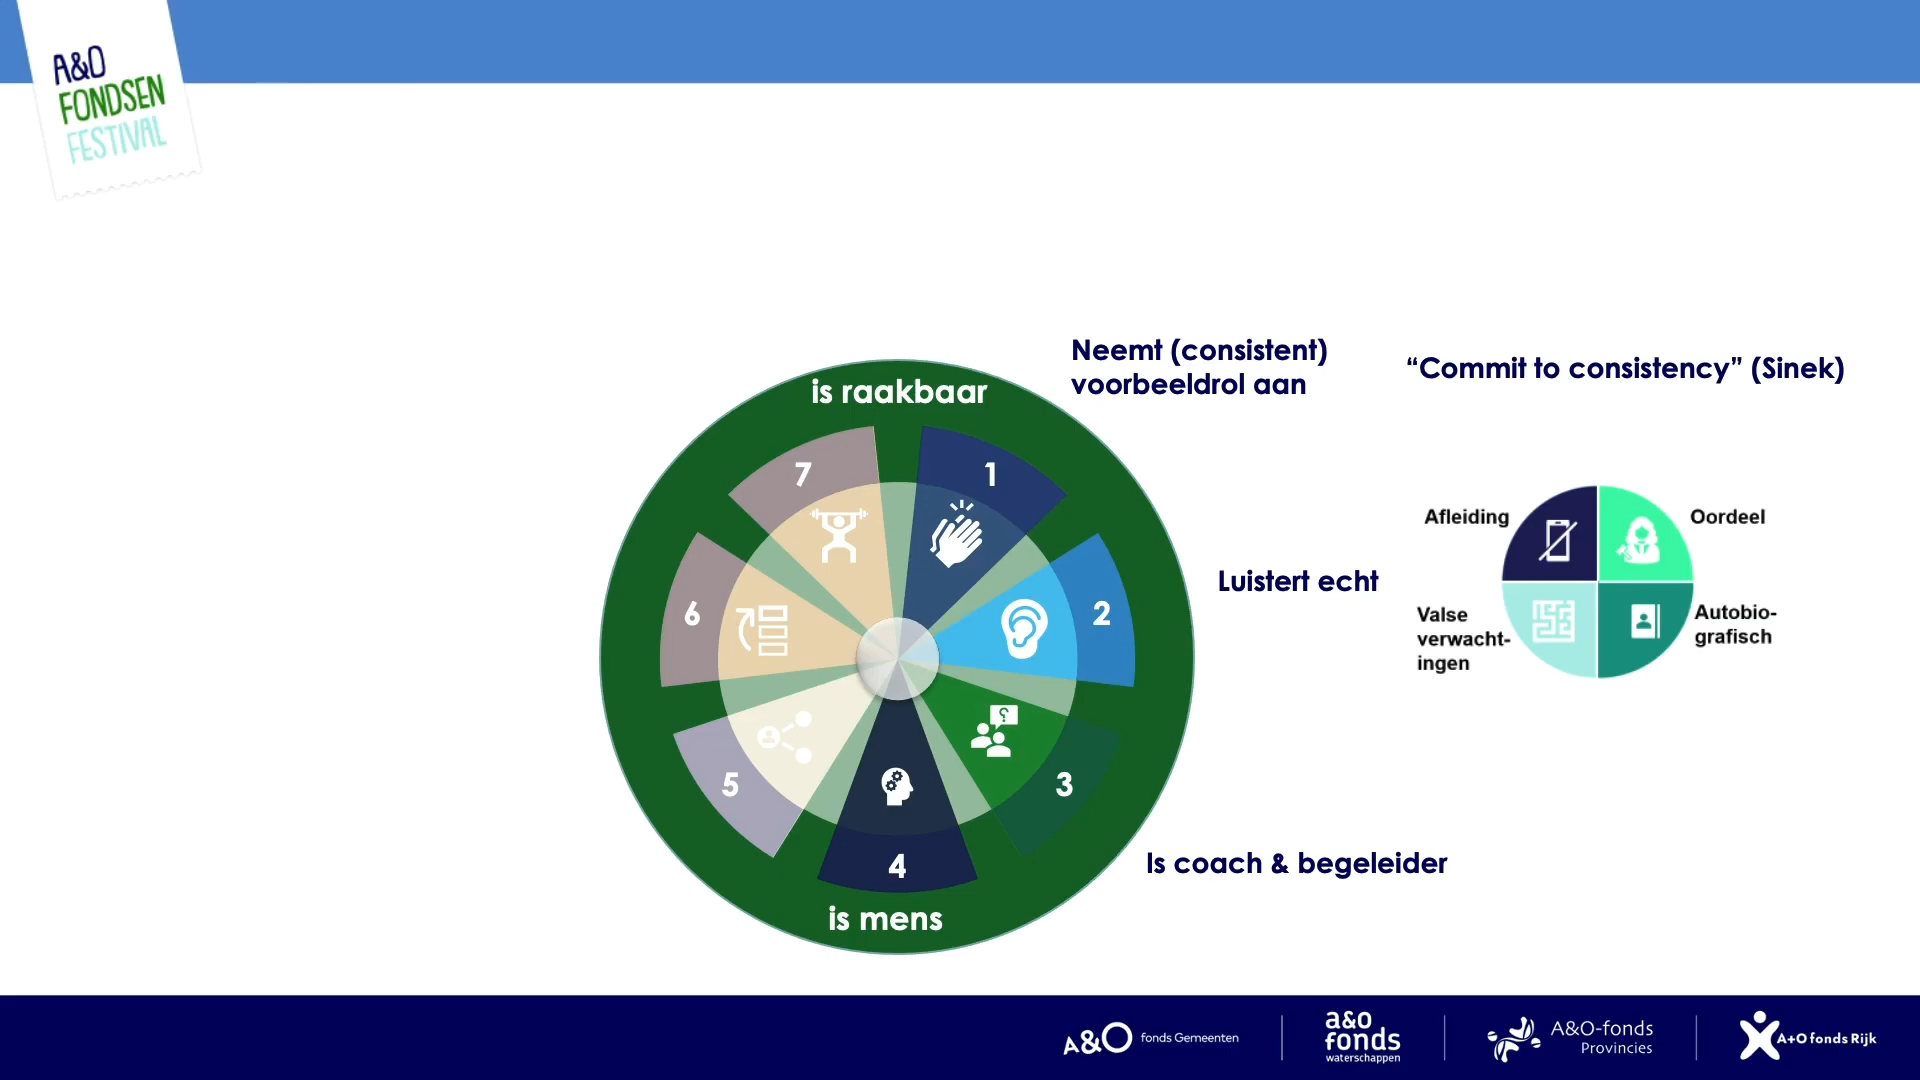 A&O
FONDSEN
FESTIVAL
Neemt (consistent)
voorbeeldrol aan
“Commit to consistency” (Sinek)
is raakbaar
7
1
6
2
5
3
4
is mens
Luistert echt
Afleiding
Oordeel
Valse
verwacht-
ingen
Autobio-
grafisch
Is coach & begeleider
A&O fonds Gemeenten
a&o
fonds
waterschappen
A&O-fonds
Provincies
A+O fonds Rijk